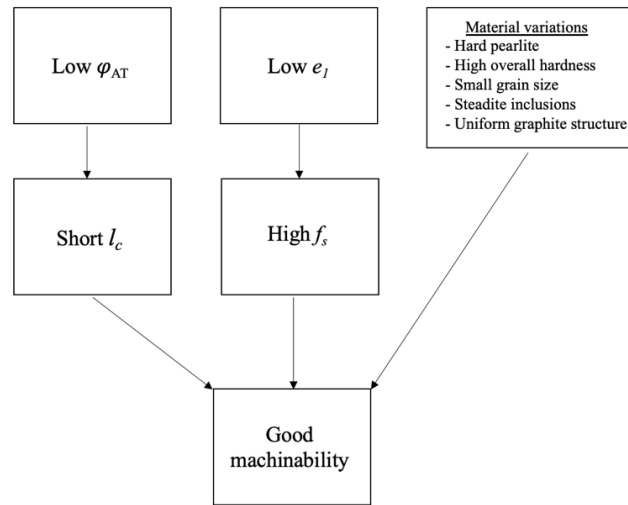 Low φAT
Low e1
Material variations
- Hard pearlite
- High overall hardness
- Small grain size
- Steadite inclusions
- Uniform graphite structure
Short lc
High fs
Good
machinability